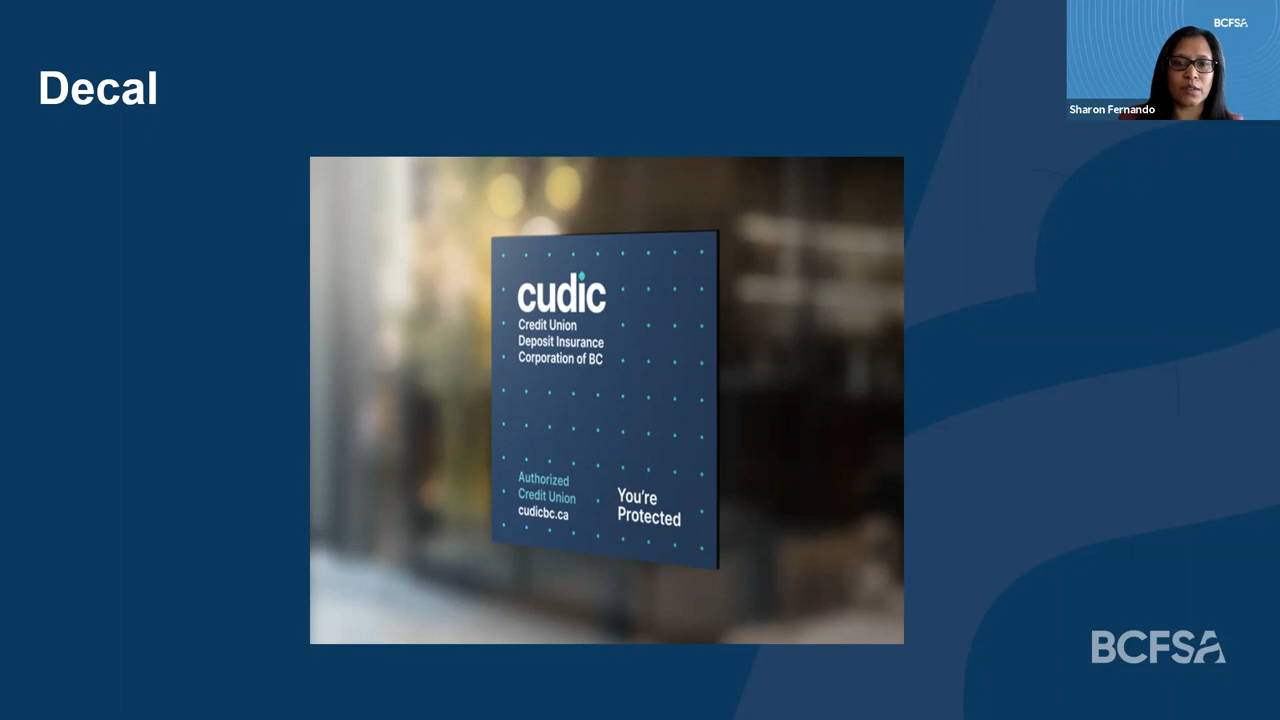 Decal
BCFSA
Sharon Fernando
cudic
Credit Union
Deposit Insurance
Corporation of BC
Authorized
Credit Union
cudicbc.ca
You're
Protected
BCFSA